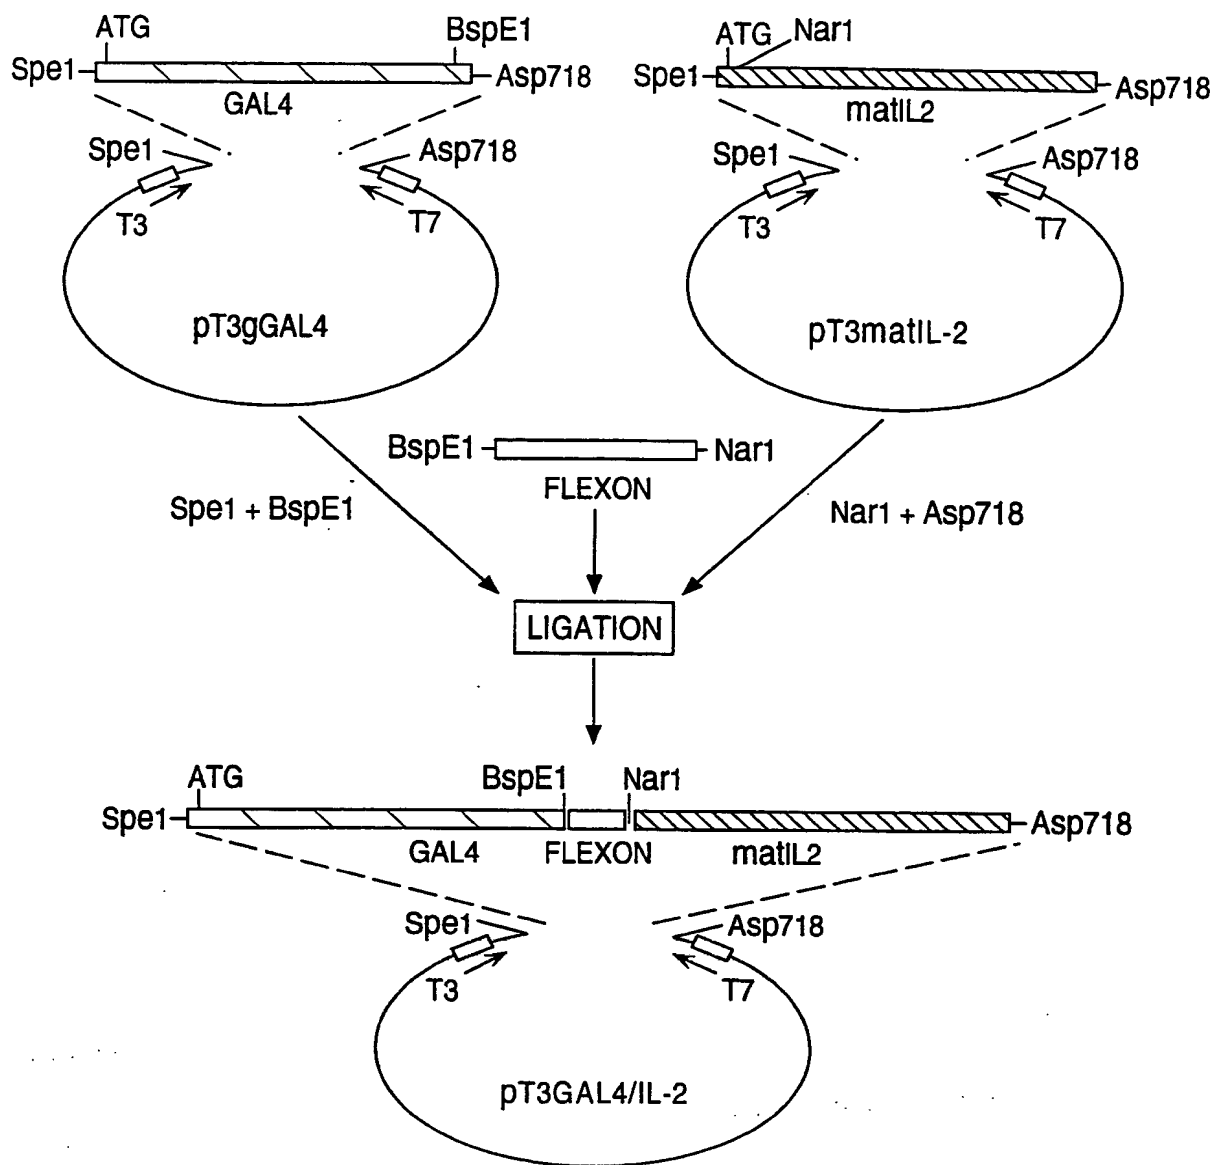 ATG
BspE1
Spe1
Asp718
GAL4
Spe1
Asp718
T3
T7
pT3gGAL4
ATG
Nar1
Spe1
Asp718
matIL2
Spe1
Asp718
T3
T7
pT3matIL-2
BspE1
Nar1
FLEXON
Spe1 + BspE1
Nar1 + Asp718
LIGATION
ATG
BspE1
Nar1
Spe1
Asp718
GAL4
FLEXON
matIL2
Spe1
Asp718
T3
T7
pT3GAL4/IL-2